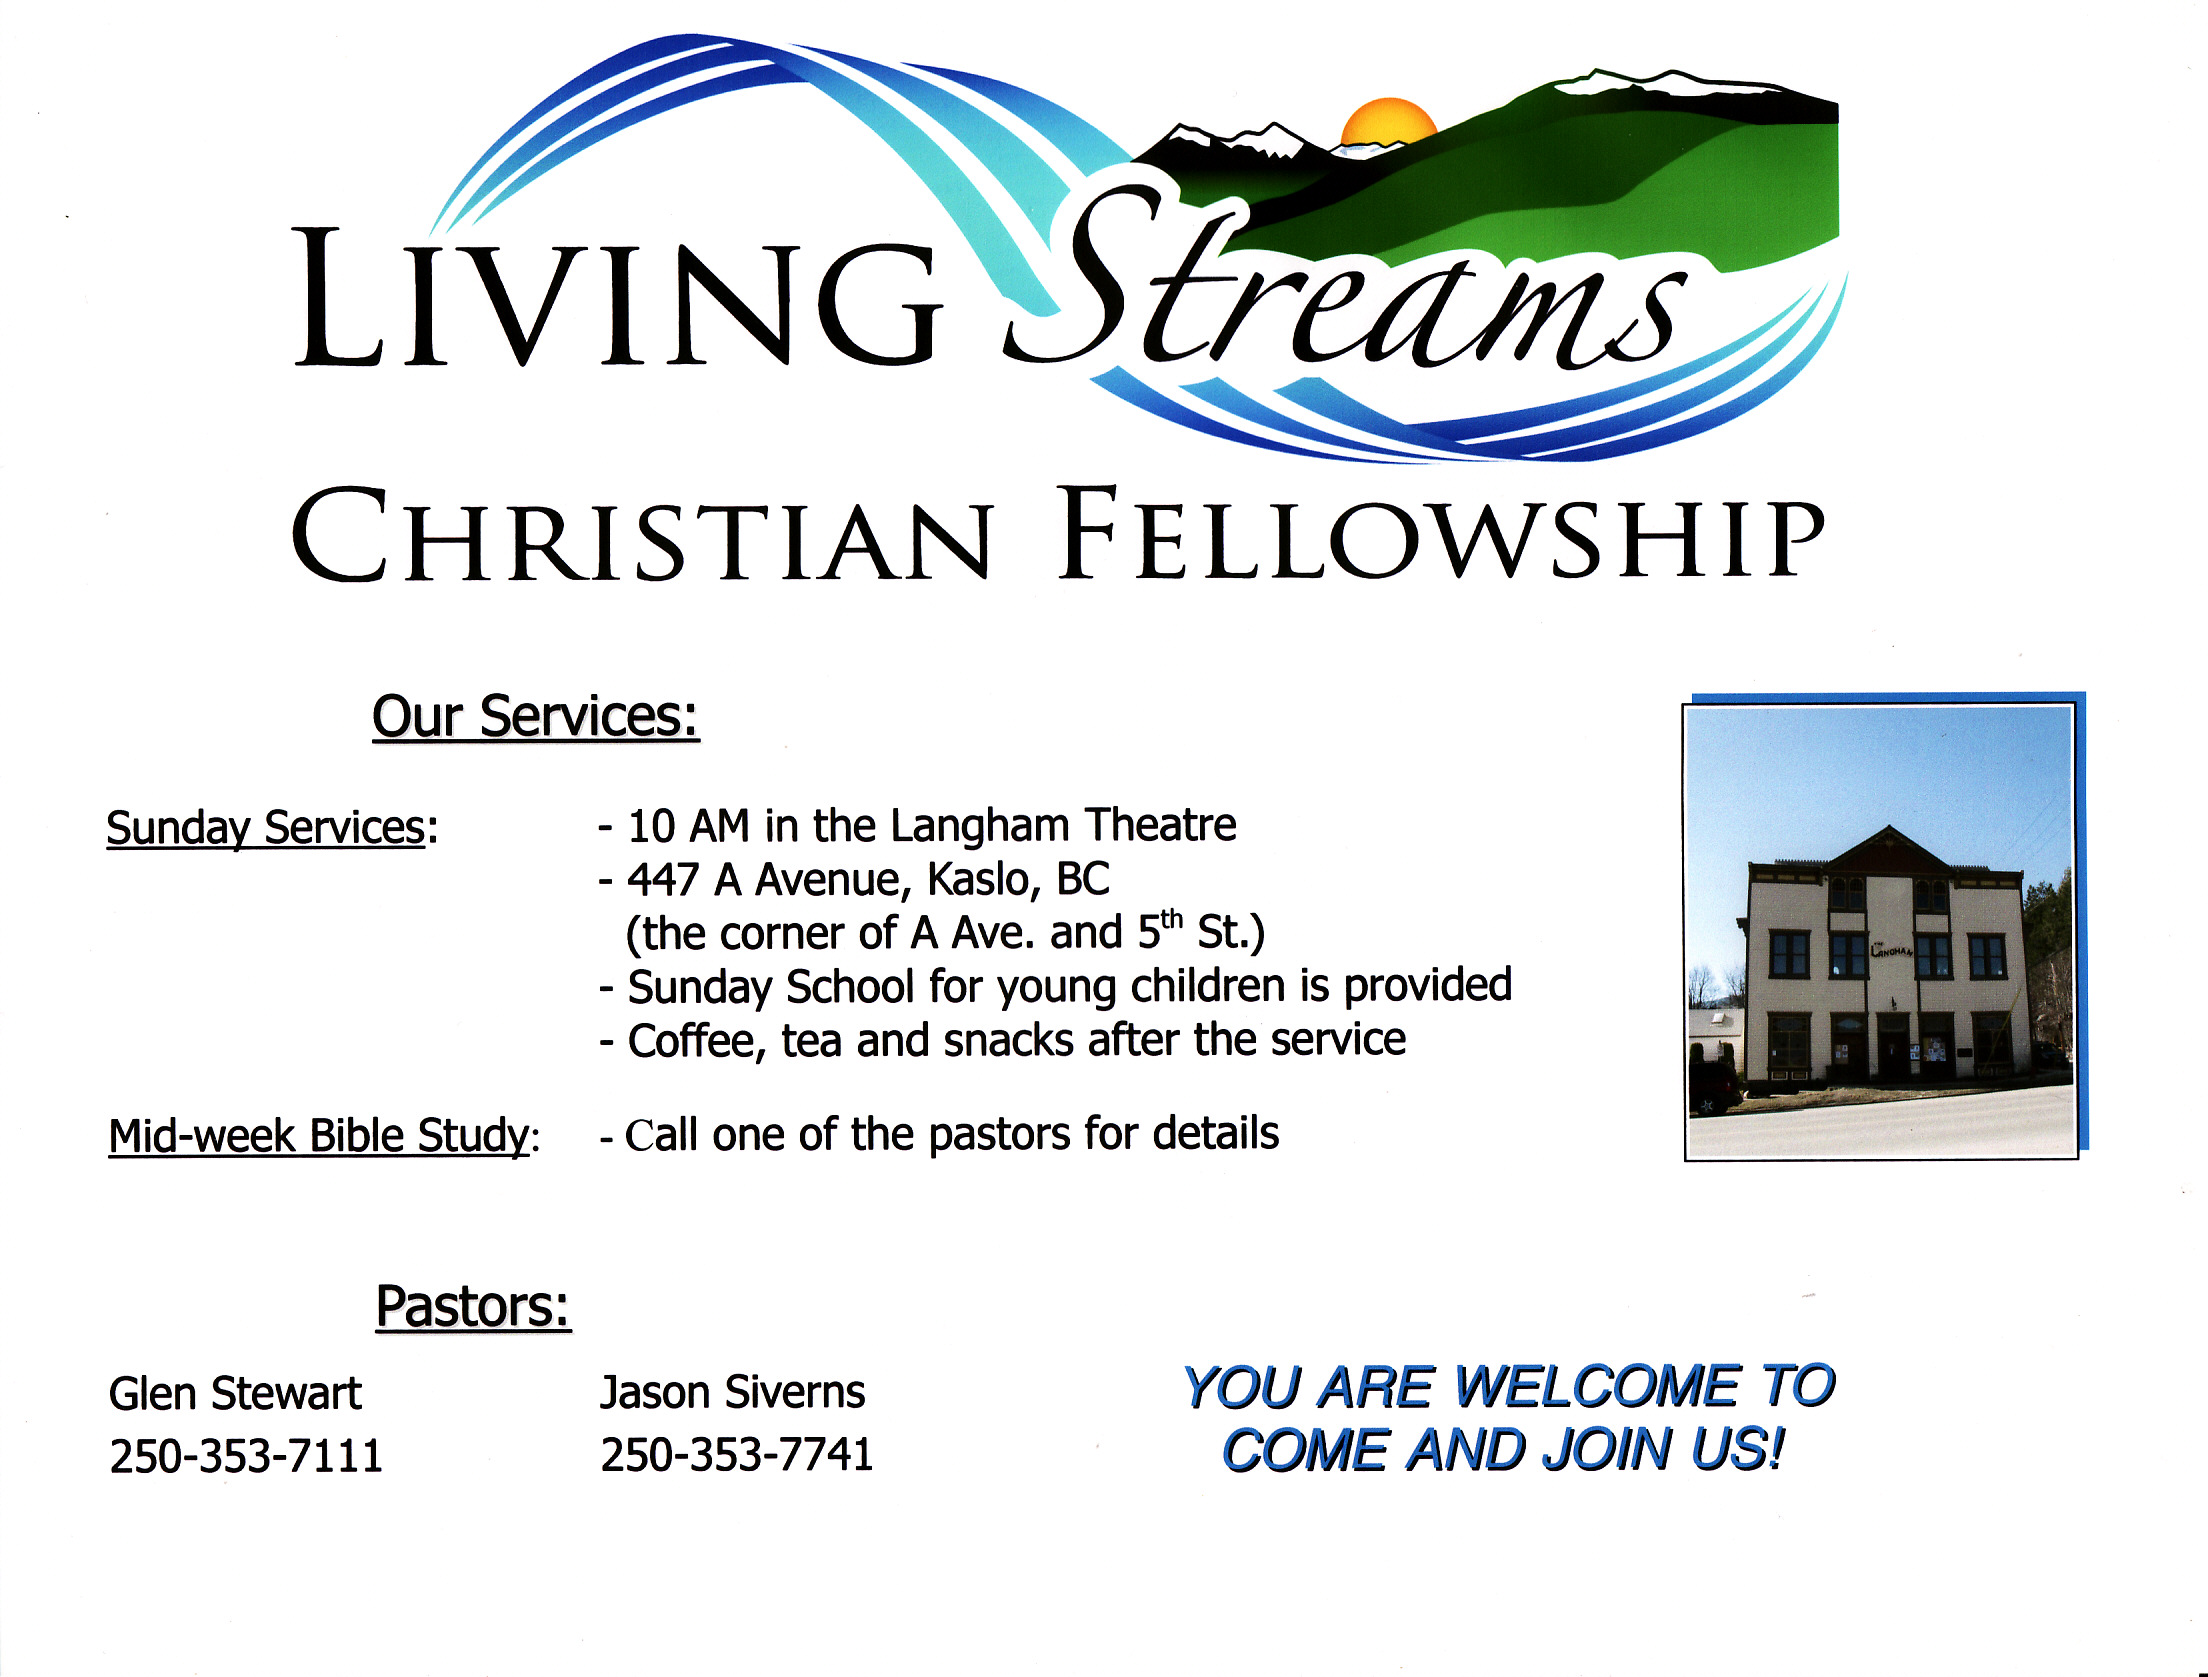 LIVING Streams
CHRISTIAN FELLOWSHIP
Our Services:
Sunday Services: - 10 AM in the Langham Theatre
- 447 A Avenue, Kaslo, BC
(the corner of A Ave. and 5th St.)
- Sunday School for young children is provided
- Coffee, tea and snacks after the service
THE
LANGHAM
Mid-week Bible Study: - Call one of the pastors for details
Pastors:
Glen Stewart Jason Siverns
250-353-7111 250-353-7741
YOU ARE WELCOME TO
COME AND JOIN US!